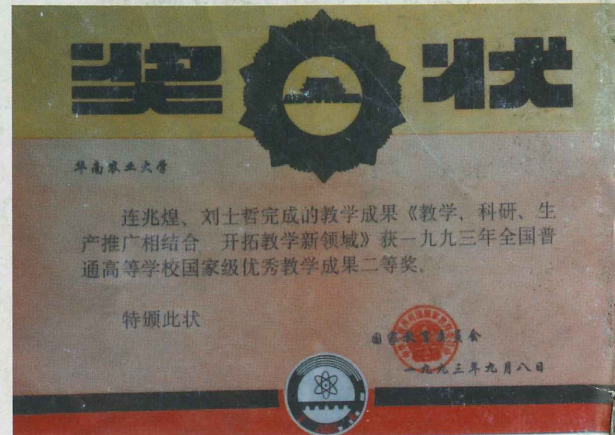 奖状
华南农业大学
连兆煌、刘士哲完成的教学成果《教学、科研、生
产推广相结合 开拓教学新领域》获一九九三年全国普
通高等学校国家级优秀教学成果二等奖。
特颁此状
国家教育委员会
一九九三年九月八日